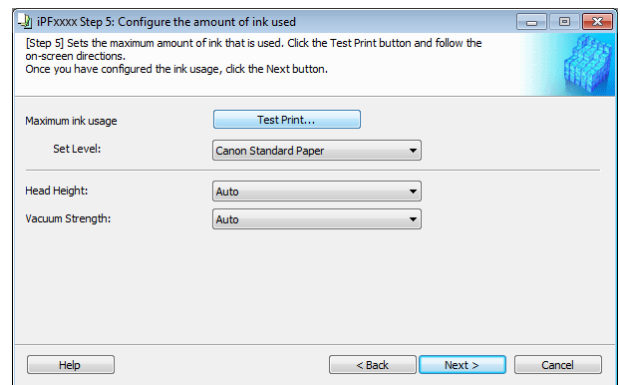 iPFxxxx Step 5: Configure the amount of ink used
[Step 5] Sets the maximum amount of ink that is used. Click the Test Print button and follow the
on-screen directions.
Once you have configured the ink usage, click the Next button.
Maximum ink usage
Test Print...
Set Level:
Canon Standard Paper
Head Height:
Auto
Vacuum Strength:
Auto
Help
< Back
Next >
Cancel